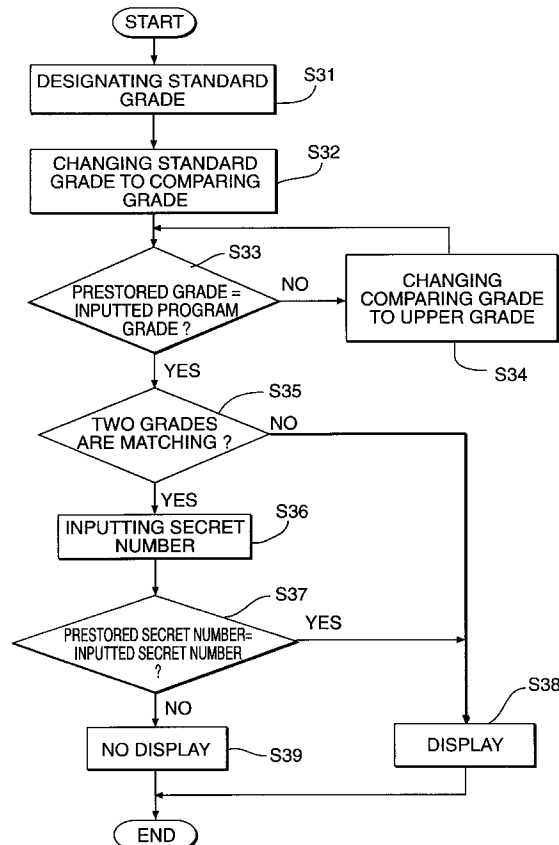 START
DESIGNATING STANDARD
GRADE
S31
CHANGING STANDARD
GRADE TO COMPARING
GRADE
S32
S33
PRESTORED GRADE =
INPUTTED PROGRAM
GRADE ?
NO
CHANGING
COMPARING GRADE
TO UPPER GRADE
S34
YES
S35
TWO GRADES
ARE MATCHING ?
NO
YES
S36
INPUTTING SECRET
NUMBER
S37
PRESTORED SECRET NUMBER=
INPUTTED SECRET NUMBER
?
YES
NO
S38
NO DISPLAY
S39
DISPLAY
END